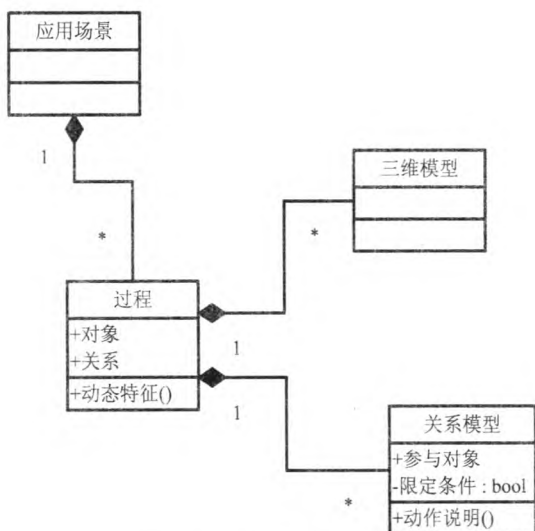 应用场景
1
*
三维模型
*
过程
+对象
+关系
+动态特征()
1
1
关系模型
+参与对象
-限定条件 : bool
+动作说明()
*